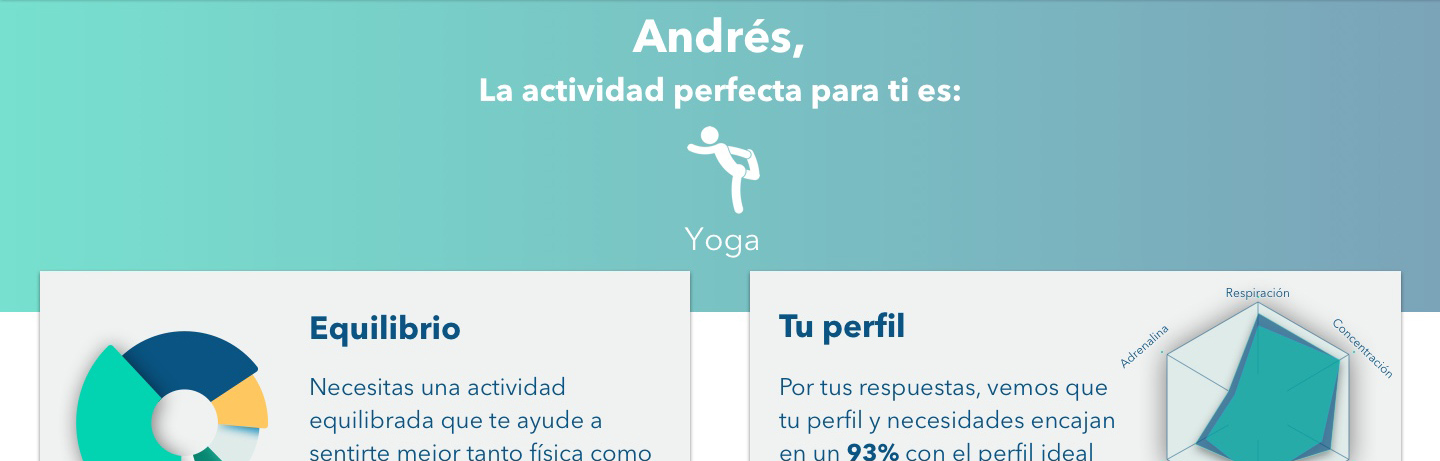 Andrés,
La actividad perfecta para ti es:
Yoga
Equilibrio
Necesitas una actividad
equilibrada que te ayude a
sentirte mejor tanto física como
Tu perfil
Por tus respuestas, vemos que
tu perfil y necesidades encajan
en un 93% con el perfil ideal
Respiración
Adrenalina
Concentración